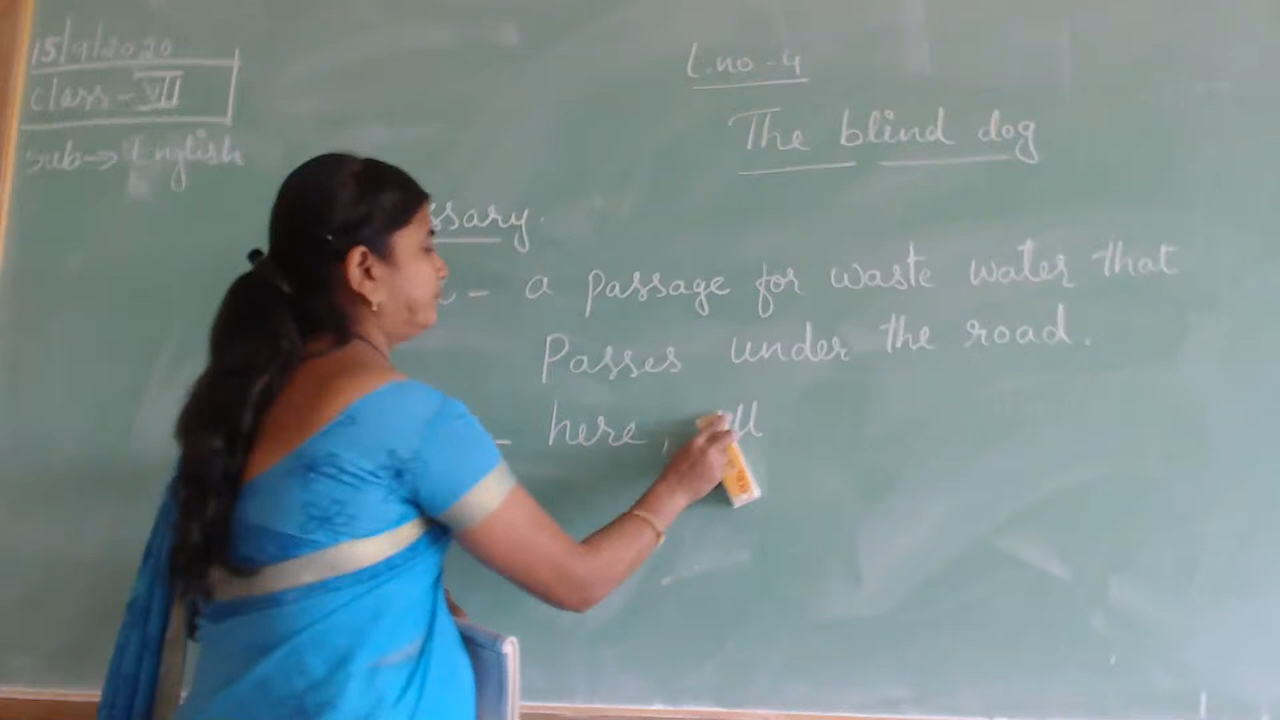 15/9/2020
Class - VII
Sub → English
L.no - 4
The blind dog
ssary.
- a passage for waste water that
Passes under the road.
- here,